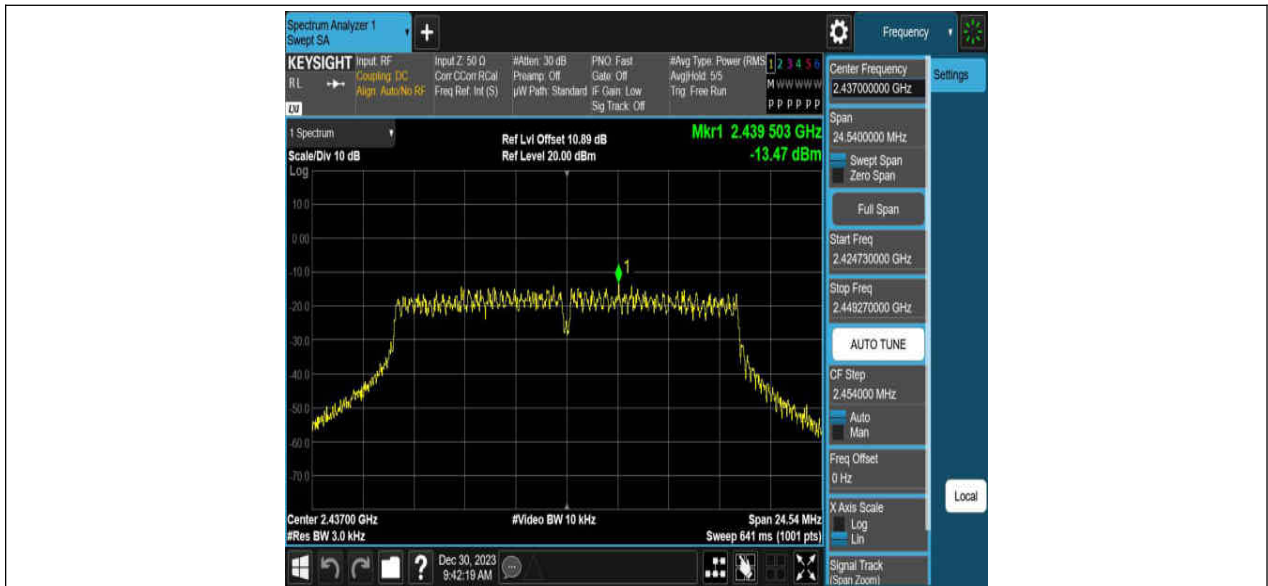 Spectrum Analyzer 1
Swept SA
+
Frequency
KEYSIGHT
RL
LXI
Input: RF
Coupling: DC
Align: Auto/No RF
Input Z: 50 Ω
Corr CCorr RCal
Freq Ref: Int (S)
#Atten: 30 dB
Preamp: Off
µW Path: Standard
PNO: Fast
Gate: Off
IF Gain: Low
Sig Track: Off
#Avg Type: Power (RMS
Avg|Hold: 5/5
Trig: Free Run
1 2 3 4 5 6
M W W W W W
P P P P P P
1 Spectrum
Scale/Div 10 dB
Log
Ref Lvl Offset 10.89 dB
Ref Level 20.00 dBm
Mkr1 2.439 503 GHz
-13.47 dBm
10.0
0.00
-10.0
-20.0
-30.0
-40.0
-50.0
-60.0
-70.0
1
Center 2.43700 GHz
#Res BW 3.0 kHz
#Video BW 10 kHz
Span 24.54 MHz
Sweep 641 ms (1001 pts)
Dec 30, 2023
9:42:19 AM
?
Center Frequency
2.437000000 GHz
Settings
Span
24.5400000 MHz
Swept Span
Zero Span
Full Span
Start Freq
2.424730000 GHz
Stop Freq
2.449270000 GHz
AUTO TUNE
CF Step
2.454000 MHz
Auto
Man
Freq Offset
0 Hz
X Axis Scale
Log
Lin
Local
Signal Track
(Span Zoom)